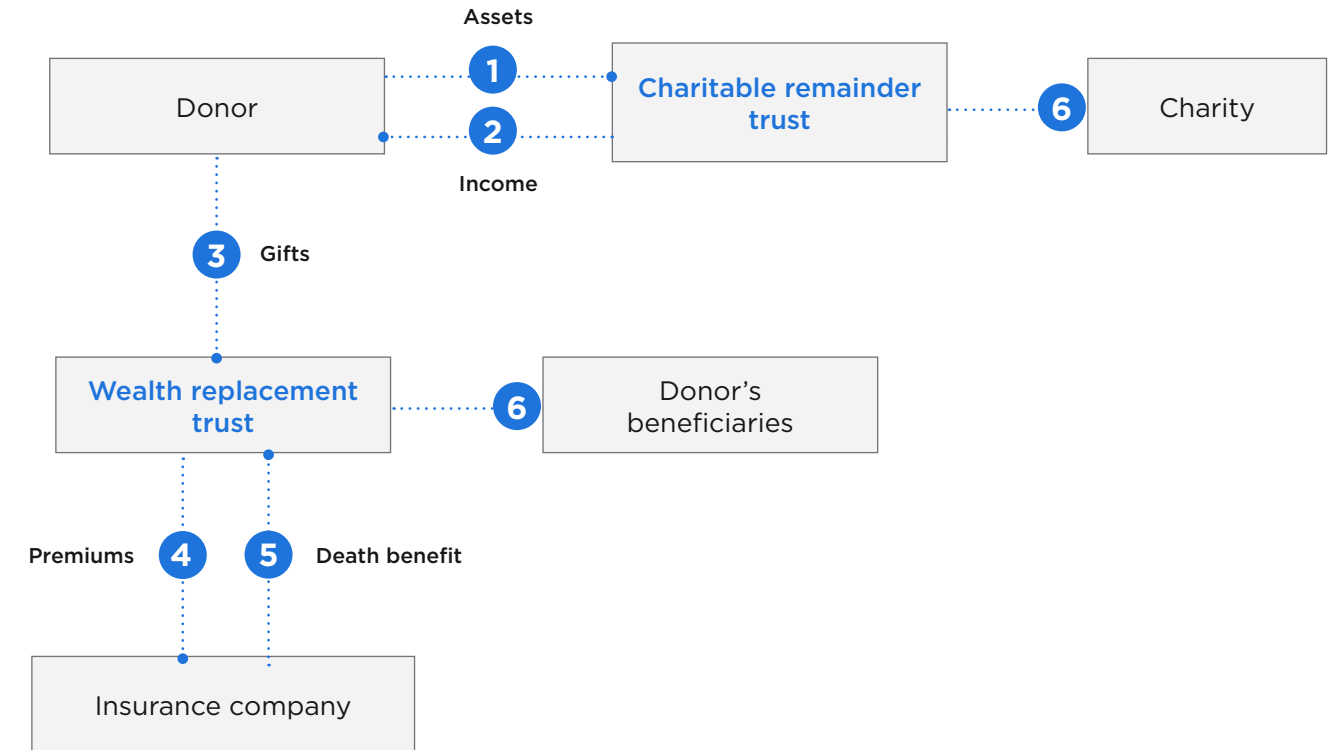 Assets
1
Donor
Charitable remainder
trust
6
Charity
2
Income
3
Gifts
Wealth replacement
trust
6
Donor’s
beneficiaries
Premiums
4
5
Death benefit
Insurance company